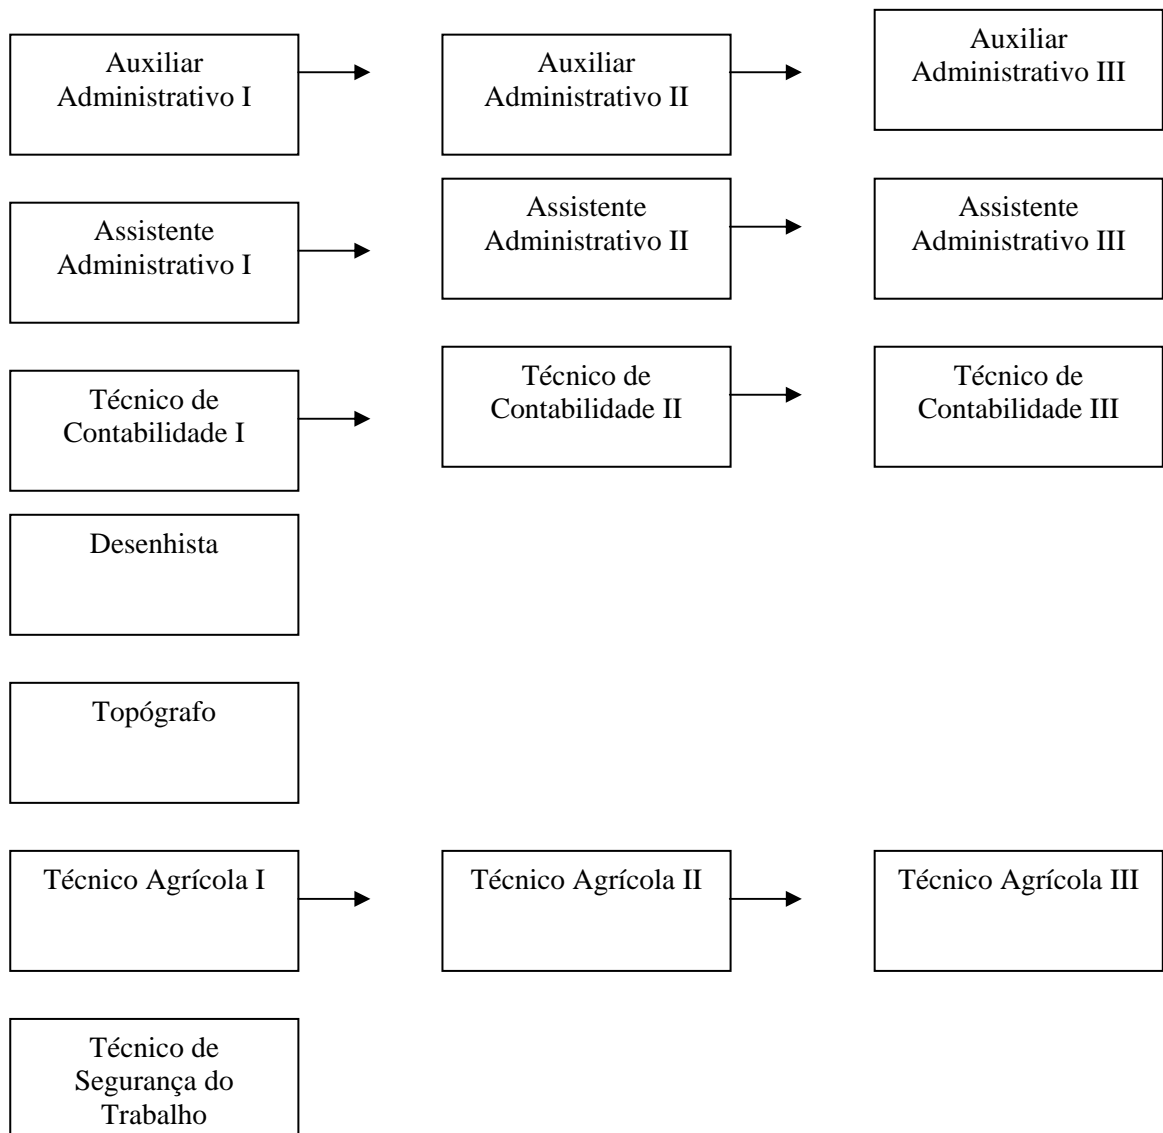 Auxiliar
Administrativo I
Auxiliar
Administrativo II
Auxiliar
Administrativo III
Assistente
Administrativo I
Assistente
Administrativo II
Assistente
Administrativo III
Técnico de
Contabilidade I
Técnico de
Contabilidade II
Técnico de
Contabilidade III
Desenhista
Topógrafo
Técnico Agrícola I
Técnico Agrícola II
Técnico Agrícola III
Técnico de
Segurança do
Trabalho